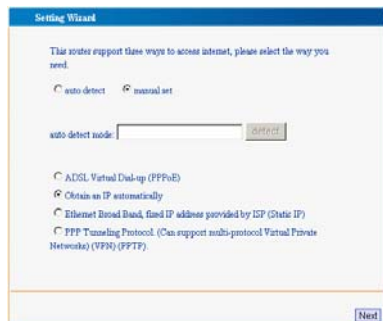 Setting Wizard
This router support three ways to access internet, please select the way you
need.
auto detect manual set
auto detect mode: detect
ADSL Virtual Dial-up (PPPoE)
Obtain an IP automatically
Ethernet Broad Band, fixed IP address provided by ISP (Static IP)
PPP Tunneling Protocol. (Can support multi-protocol Virtual Private
Networks) (VPN) (PPTP).
Next